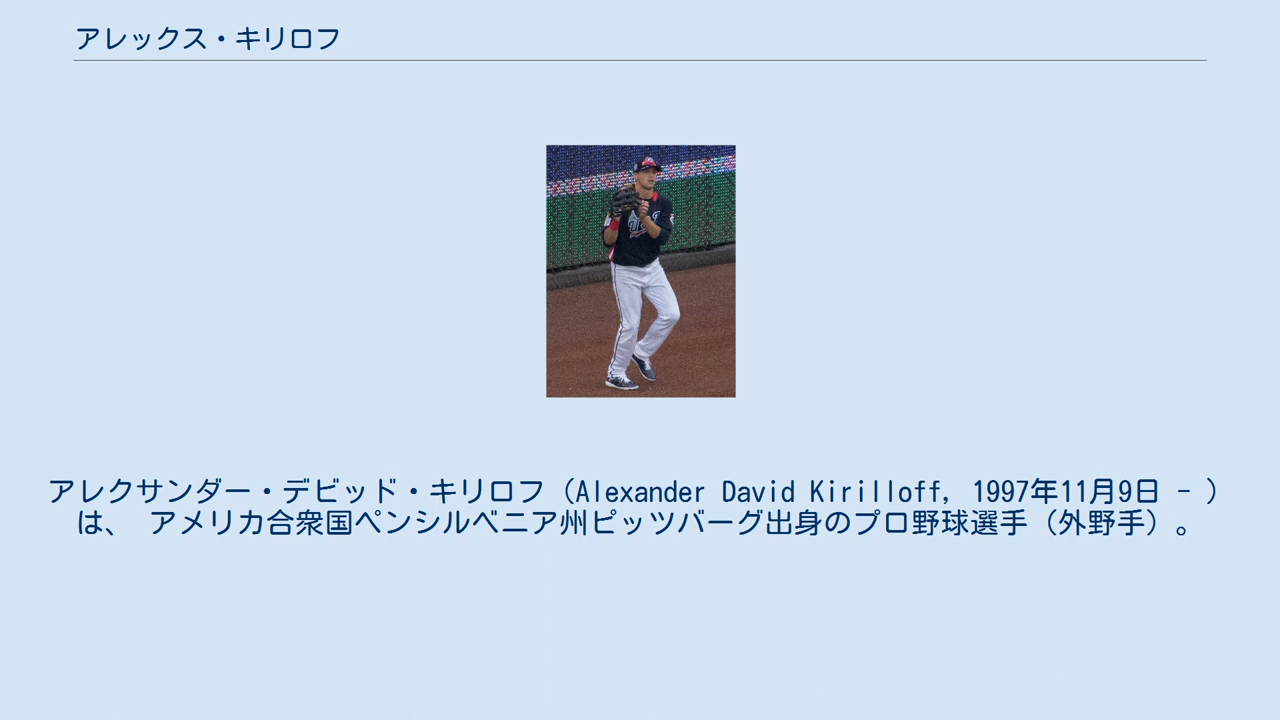 アレックス・キリロフ
アレクサンダー・デビッド・キリロフ（Alexander David Kirilloff, 1997年11月9日 - ）
は、 アメリカ合衆国ペンシルベニア州ピッツバーグ出身のプロ野球選手（外野手）。